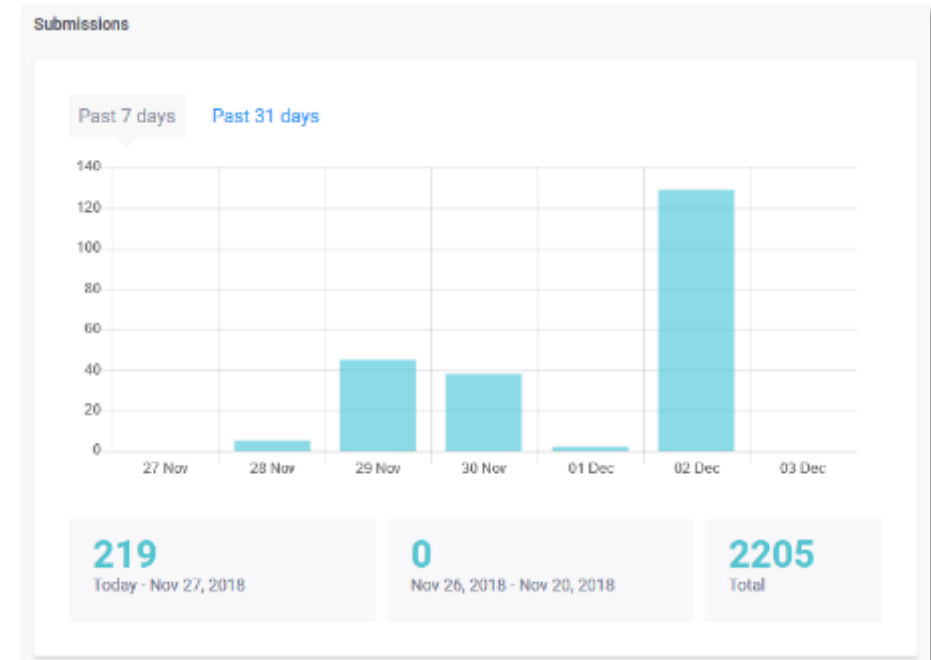 Submissions
Past 7 days Past 31 days
140
120
100
80
60
40
20
0
27 Nov 28 Nov 29 Nov 30 Nov 01 Dec 02 Dec 03 Dec
219 0 2205
Today - Nov 27, 2018 Nov 26, 2018 - Nov 20, 2018 Total